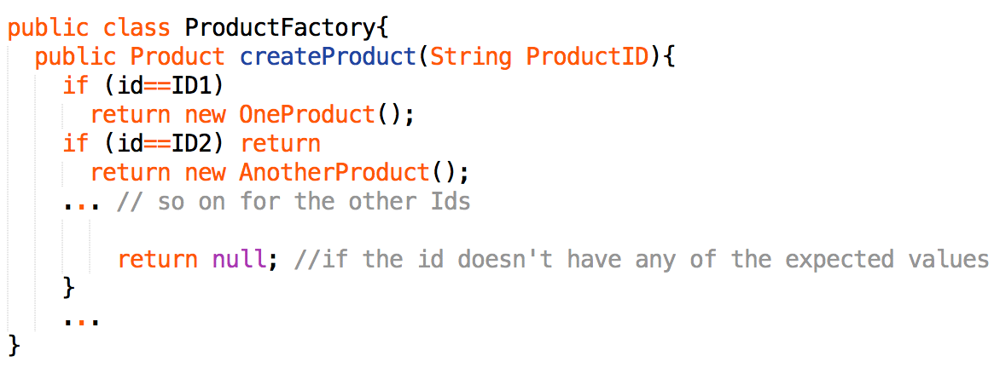 public class ProductFactory{
public Product createProduct(String ProductID){
if (id==ID1)
return new OneProduct();
if (id==ID2) return
return new AnotherProduct();
... // so on for the other Ids
return null; //if the id doesn't have any of the expected values
}
...
}